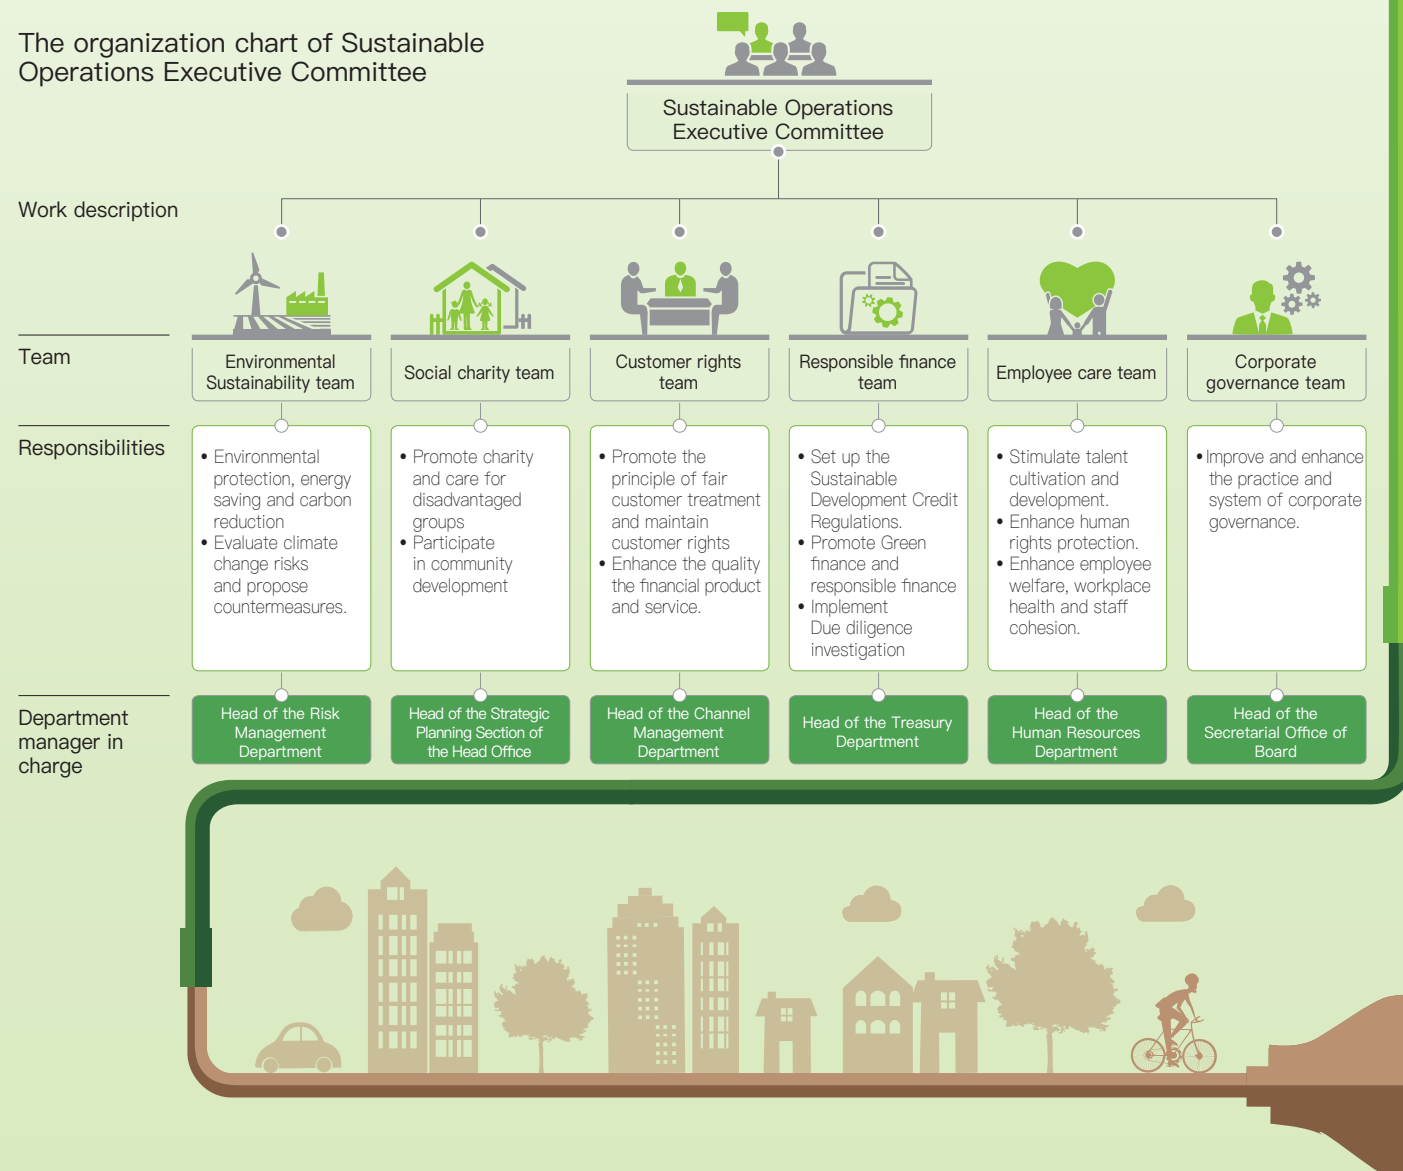 The organization chart of Sustainable
Operations Executive Committee
Sustainable Operations
Executive Committee
Work description
Team
Environmental
Sustainability team
Social charity team
Customer rights
team
Responsible finance
team
Employee care team
Corporate
governance team
Responsibilities
• Environmental
protection, energy
saving and carbon
reduction
• Evaluate climate
change risks
and propose
countermeasures.
• Promote charity
and care for
disadvantaged
groups
• Participate
in community
development
• Promote the
principle of fair
customer treatment
and maintain
customer rights
• Enhance the quality
the financial product
and service.
• Set up the
Sustainable
Development Credit
Regulations.
• Promote Green
finance and
responsible finance
• Implement
Due diligence
investigation
• Stimulate talent
cultivation and
development.
• Enhance human
rights protection.
• Enhance employee
welfare, workplace
health and staff
cohesion.
• Improve and enhance
the practice and
system of corporate
governance.
Department
manager in
charge
Head of the Risk
Management
Department
Head of the Strategic
Planning Section of
the Head Office
Head of the Channel
Management
Department
Head of the Treasury
Department
Head of the
Human Resources
Department
Head of the
Secretarial Office of
Board